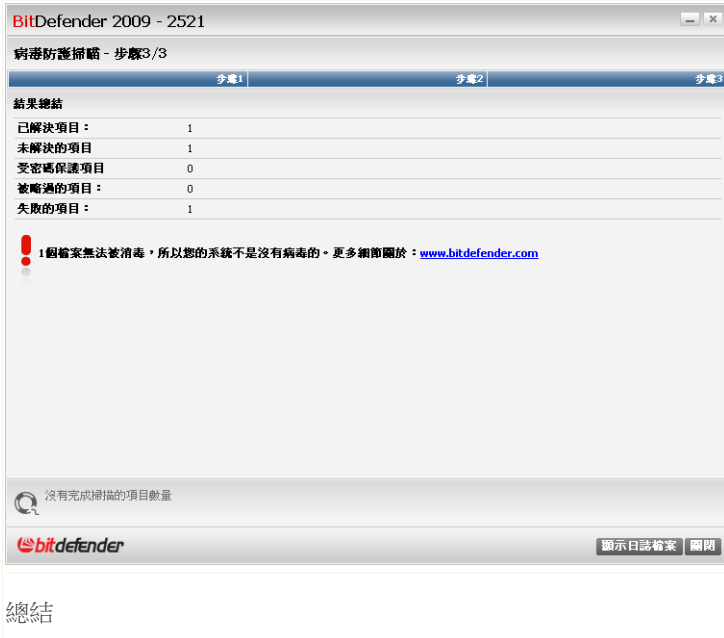 BitDefender 2009 - 2521
病毒防護掃瞄 - 步驟3/3
步驟1 步驟2 步驟3
結果總結
已解決項目： 1
未解決的項目 1
受密碼保護項目 0
被略過的項目： 0
失敗的項目： 1
1個檔案無法被消毒，所以您的系統不是沒有病毒的。更多細節關於：www.bitdefender.com
沒有完成掃描的項目數量
bitdefender
顯示日誌檔案 關閉
總結